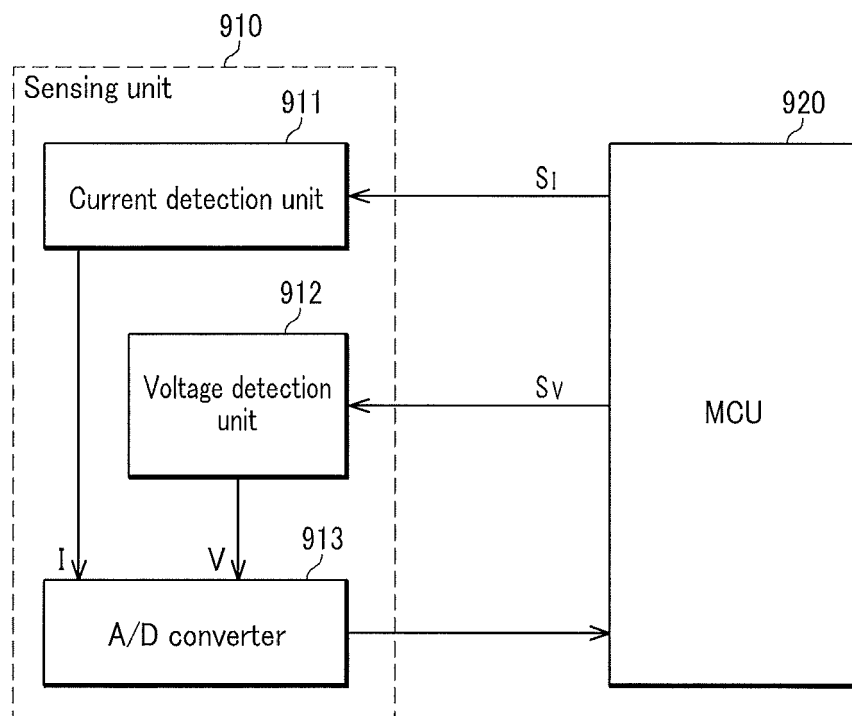 910
Sensing unit
911
920
Current detection unit
SI
912
Voltage detection
unit
SV
MCU
I
V
913
A/D converter